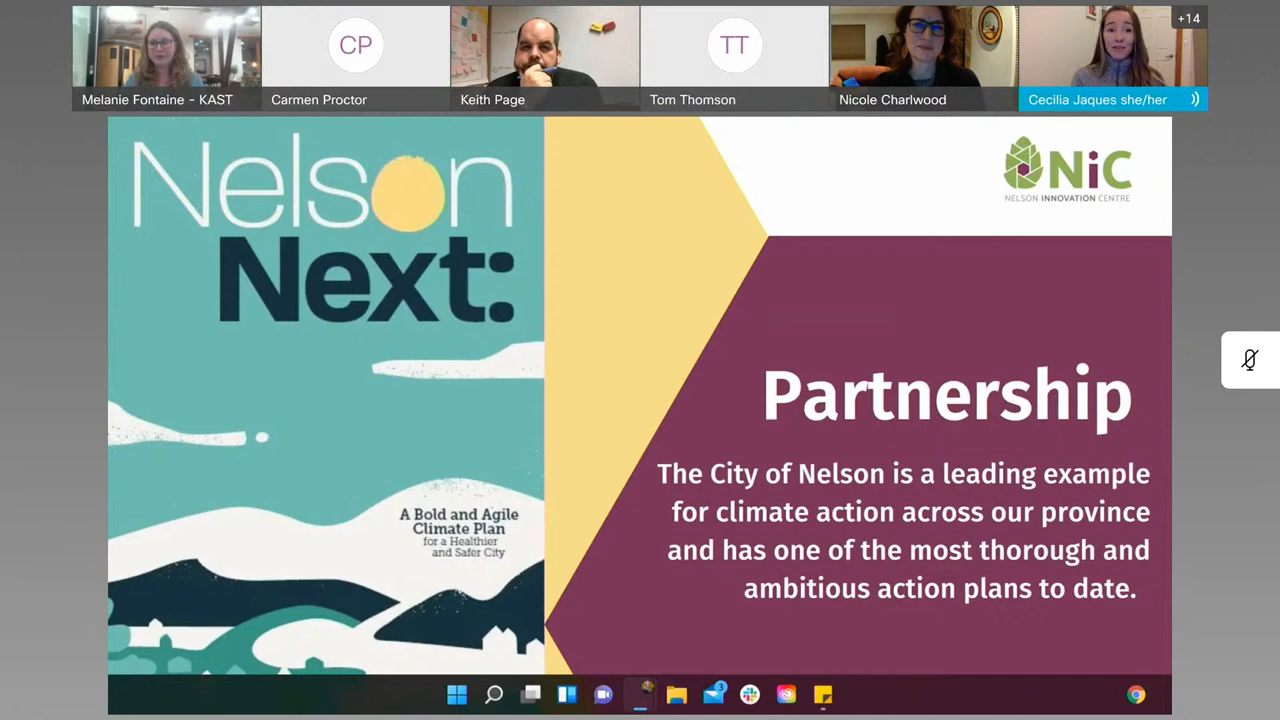 +14
CP
TT
Melanie Fontaine - KAST
Carmen Proctor
Keith Page
Tom Thomson
Nicole Charlwood
Cecilia Jaques she/her
Nelson
Next:
A Bold and Agile
Climate Plan
for a Healthier
and Safer City
NiC
NELSON INNOVATION CENTRE
Partnership
The City of Nelson is a leading example
for climate action across our province
and has one of the most thorough and
ambitious action plans to date.
3